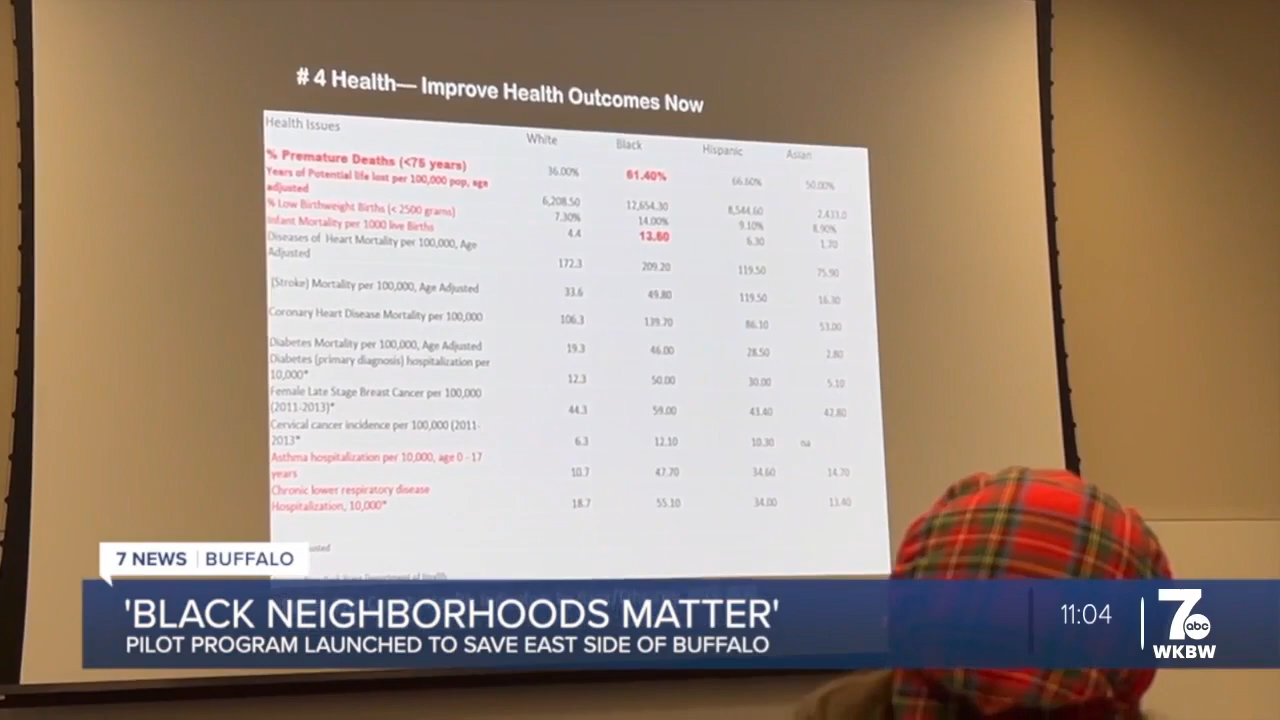 # 4 Health— Improve Health Outcomes Now
Health Issues White Black Hispanic Asian
% Premature Deaths (<75 years) 36.00% 61.40% 66.60% 50.00%
Years of Potential life lost per 100,000 pop, age
adjusted 6,208.50 12,654.30 8,544.60 2,433.0
% Low Birthweight Births (< 2500 grams) 7.30% 14.00% 9.10% 8.90%
Infant Mortality per 1000 live Births 4.4 13.60 6.30 1.70
Diseases of Heart Mortality per 100,000, Age
Adjusted 172.3 209.20 119.50 75.90
(Stroke) Mortality per 100,000, Age Adjusted 33.6 49.80 119.50 16.30
Coronary Heart Disease Mortality per 100,000 106.3 139.70 86.10 53.00
Diabetes Mortality per 100,000, Age Adjusted 19.3 46.00 28.50 2.80
Diabetes (primary diagnosis) hospitalization per
10,000* 12.3 50.00 30.00 5.10
Female Late Stage Breast Cancer per 100,000
(2011-2013)* 44.3 59.00 43.40 42.80
Cervical cancer incidence per 100,000 (2011-
2013* 6.3 12.10 10.30 na
Asthma hospitalization per 10,000, age 0 - 17
years 10.7 47.70 34.60 14.70
Chronic lower respiratory disease
Hospitalization, 10,000* 18.7 55.10 34.00 13.40
7 NEWS | BUFFALO
'BLACK NEIGHBORHOODS MATTER'
PILOT PROGRAM LAUNCHED TO SAVE EAST SIDE OF BUFFALO
11:04
7 abc
WKBW